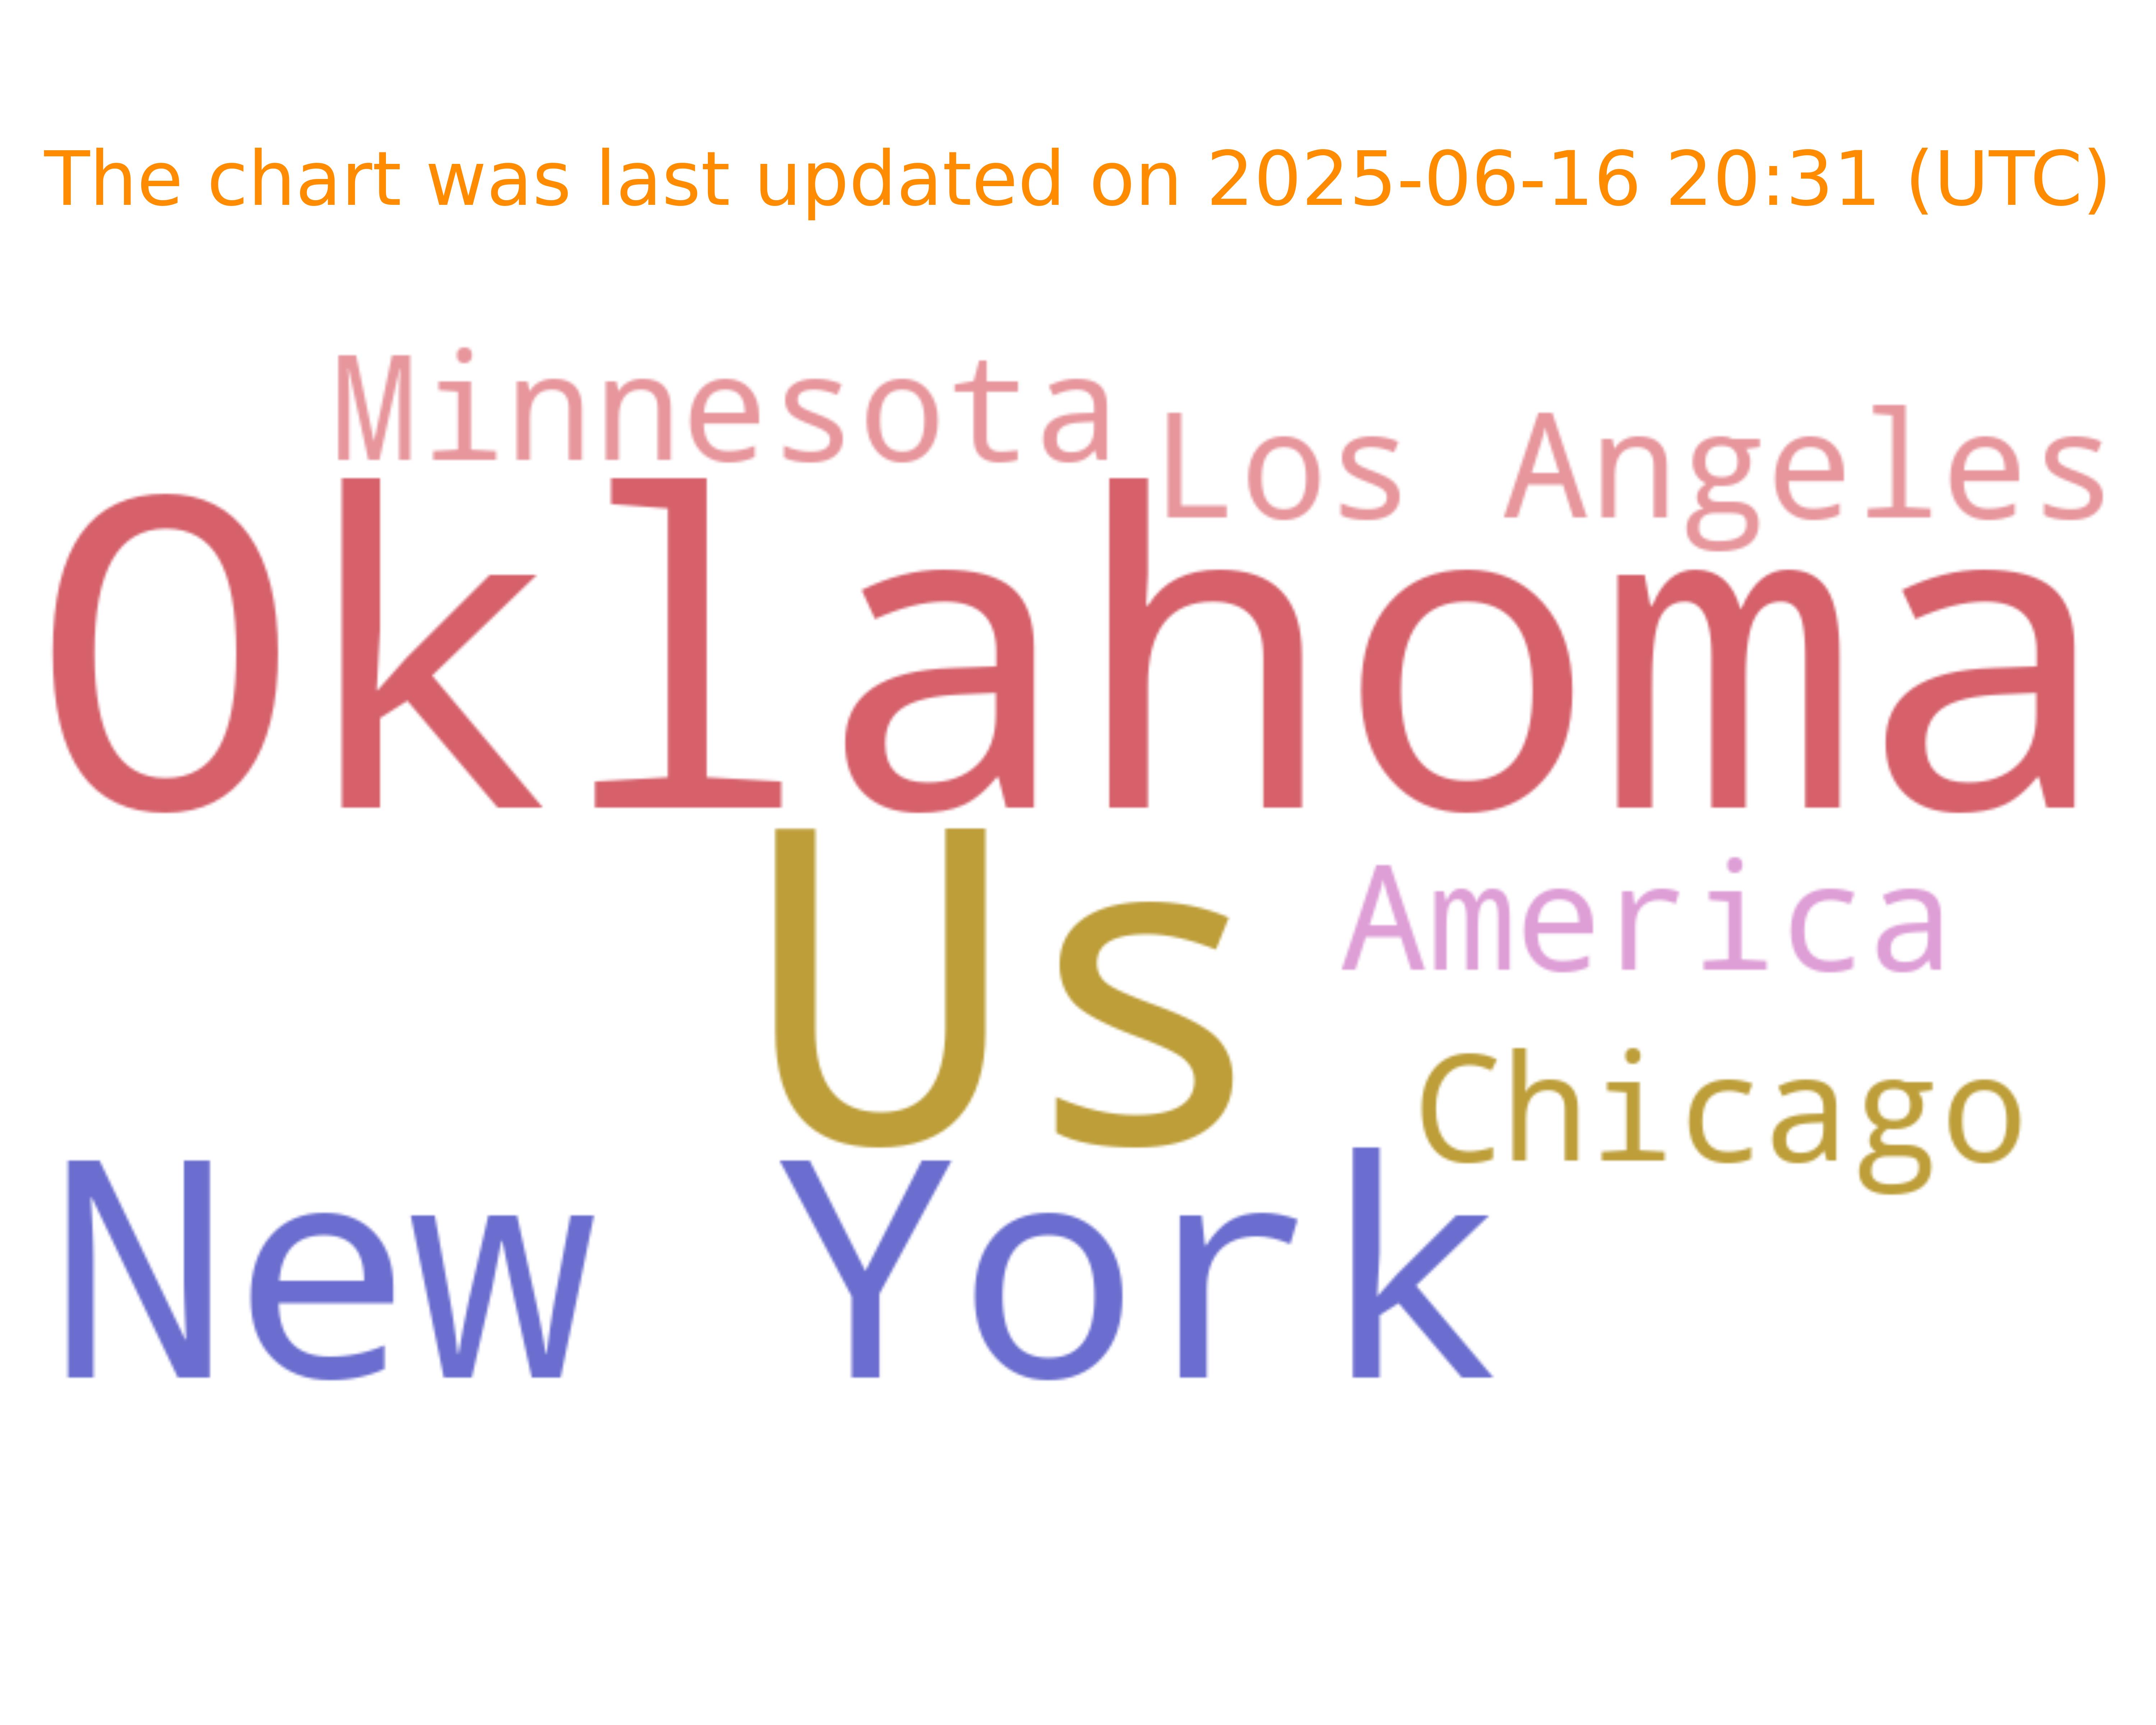 The chart was last updated on 2025-06-16 20:31 (UTC)
Minnesota
Los Angeles
Oklahoma
Us
America
Chicago
New York